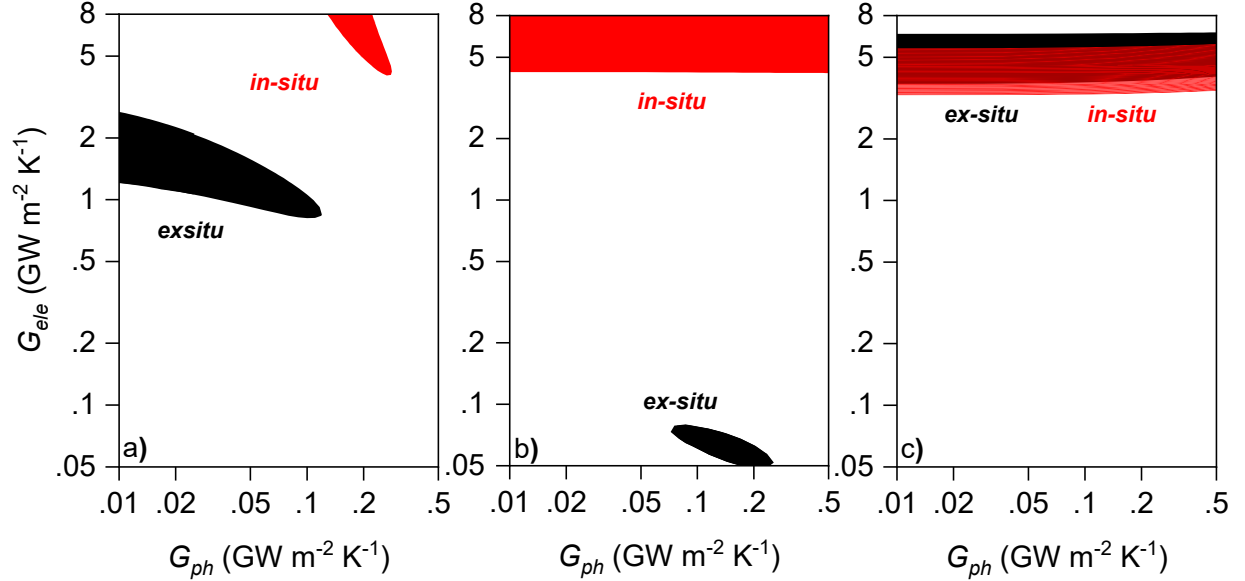 8
5
2
1
.5
.2
.1
.05
G_ele (GW m⁻² K⁻¹)
in-situ
exsitu
a)
.01 .02 .05 .1 .2 .5
G_ph (GW m⁻² K⁻¹)
8
5
2
1
.5
.2
.1
.05
in-situ
ex-situ
b)
.01 .02 .05 .1 .2 .5
G_ph (GW m⁻² K⁻¹)
8
5
2
1
.5
.2
.1
.05
ex-situ in-situ
c)
.01 .02 .05 .1 .2 .5
G_ph (GW m⁻² K⁻¹)